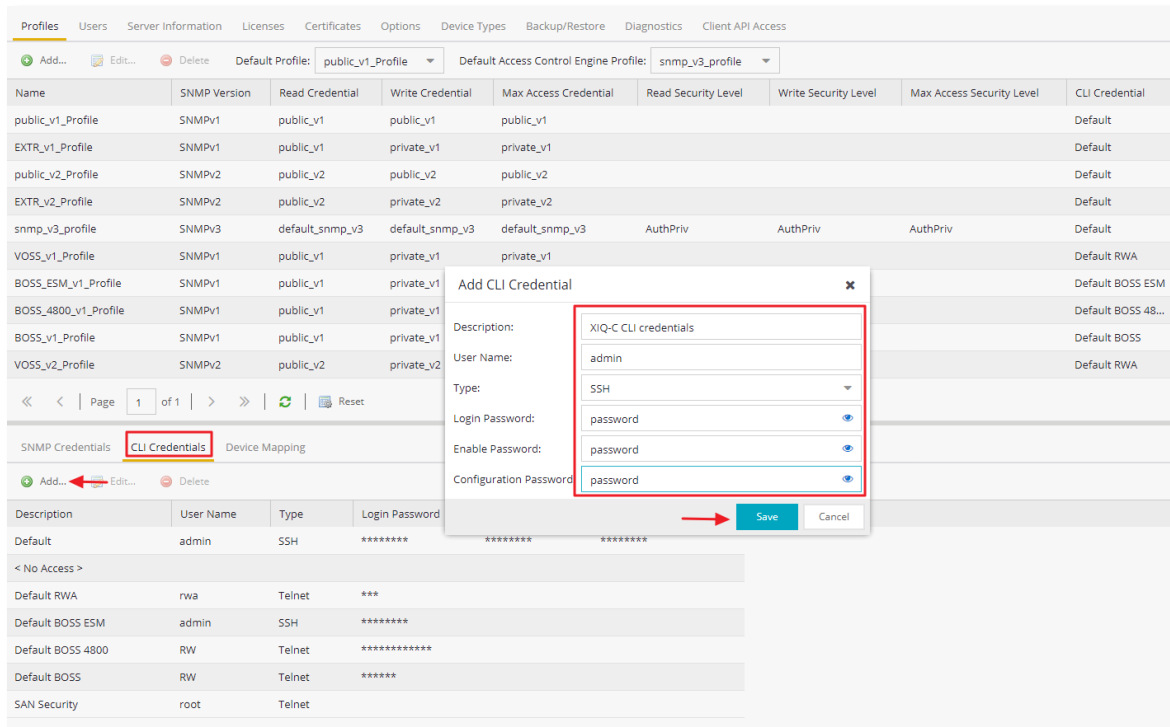 Profiles Users Server Information Licenses Certificates Options Device Types Backup/Restore Diagnostics Client API Access
Add... Edit... Delete Default Profile: public_v1_Profile Default Access Control Engine Profile: snmp_v3_profile
Name SNMP Version Read Credential Write Credential Max Access Credential Read Security Level Write Security Level Max Access Security Level CLI Credential
public_v1_Profile SNMPv1 public_v1 public_v1 public_v1 Default
EXTR_v1_Profile SNMPv1 public_v1 private_v1 private_v1 Default
public_v2_Profile SNMPv2 public_v2 public_v2 public_v2 Default
EXTR_v2_Profile SNMPv2 public_v2 private_v2 private_v2 Default
snmp_v3_profile SNMPv3 default_snmp_v3 default_snmp_v3 default_snmp_v3 AuthPriv AuthPriv AuthPriv Default
VOSS_v1_Profile SNMPv1 public_v1 private_v1 private_v1 Default RWA
BOSS_ESM_v1_Profile SNMPv1 public_v1 private_v1 Default BOSS ESM
BOSS_4800_v1_Profile SNMPv1 public_v1 private_v1 Default BOSS 48...
BOSS_v1_Profile SNMPv1 public_v1 private_v1 Default BOSS
VOSS_v2_Profile SNMPv2 public_v2 private_v2 Default RWA
Page 1 of 1 Reset
Add CLI Credential
Description: XIQ-C CLI credentials
User Name: admin
Type: SSH
Login Password: password
Enable Password: password
Configuration Password password
Save Cancel
SNMP Credentials CLI Credentials Device Mapping
Add... Edit... Delete
Description User Name Type Login Password
Default admin SSH ******** ******** ********
< No Access >
Default RWA rwa Telnet ***
Default BOSS ESM admin SSH ********
Default BOSS 4800 RW Telnet ************
Default BOSS RW Telnet ******
SAN Security root Telnet